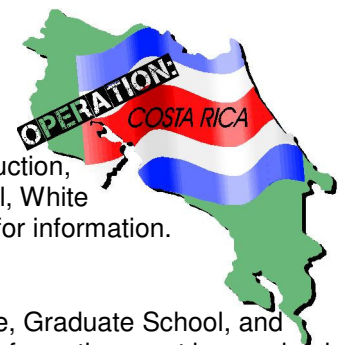 OPERATION:
COSTA RICA
uction,
l, White
for information.
e, Graduate School, and